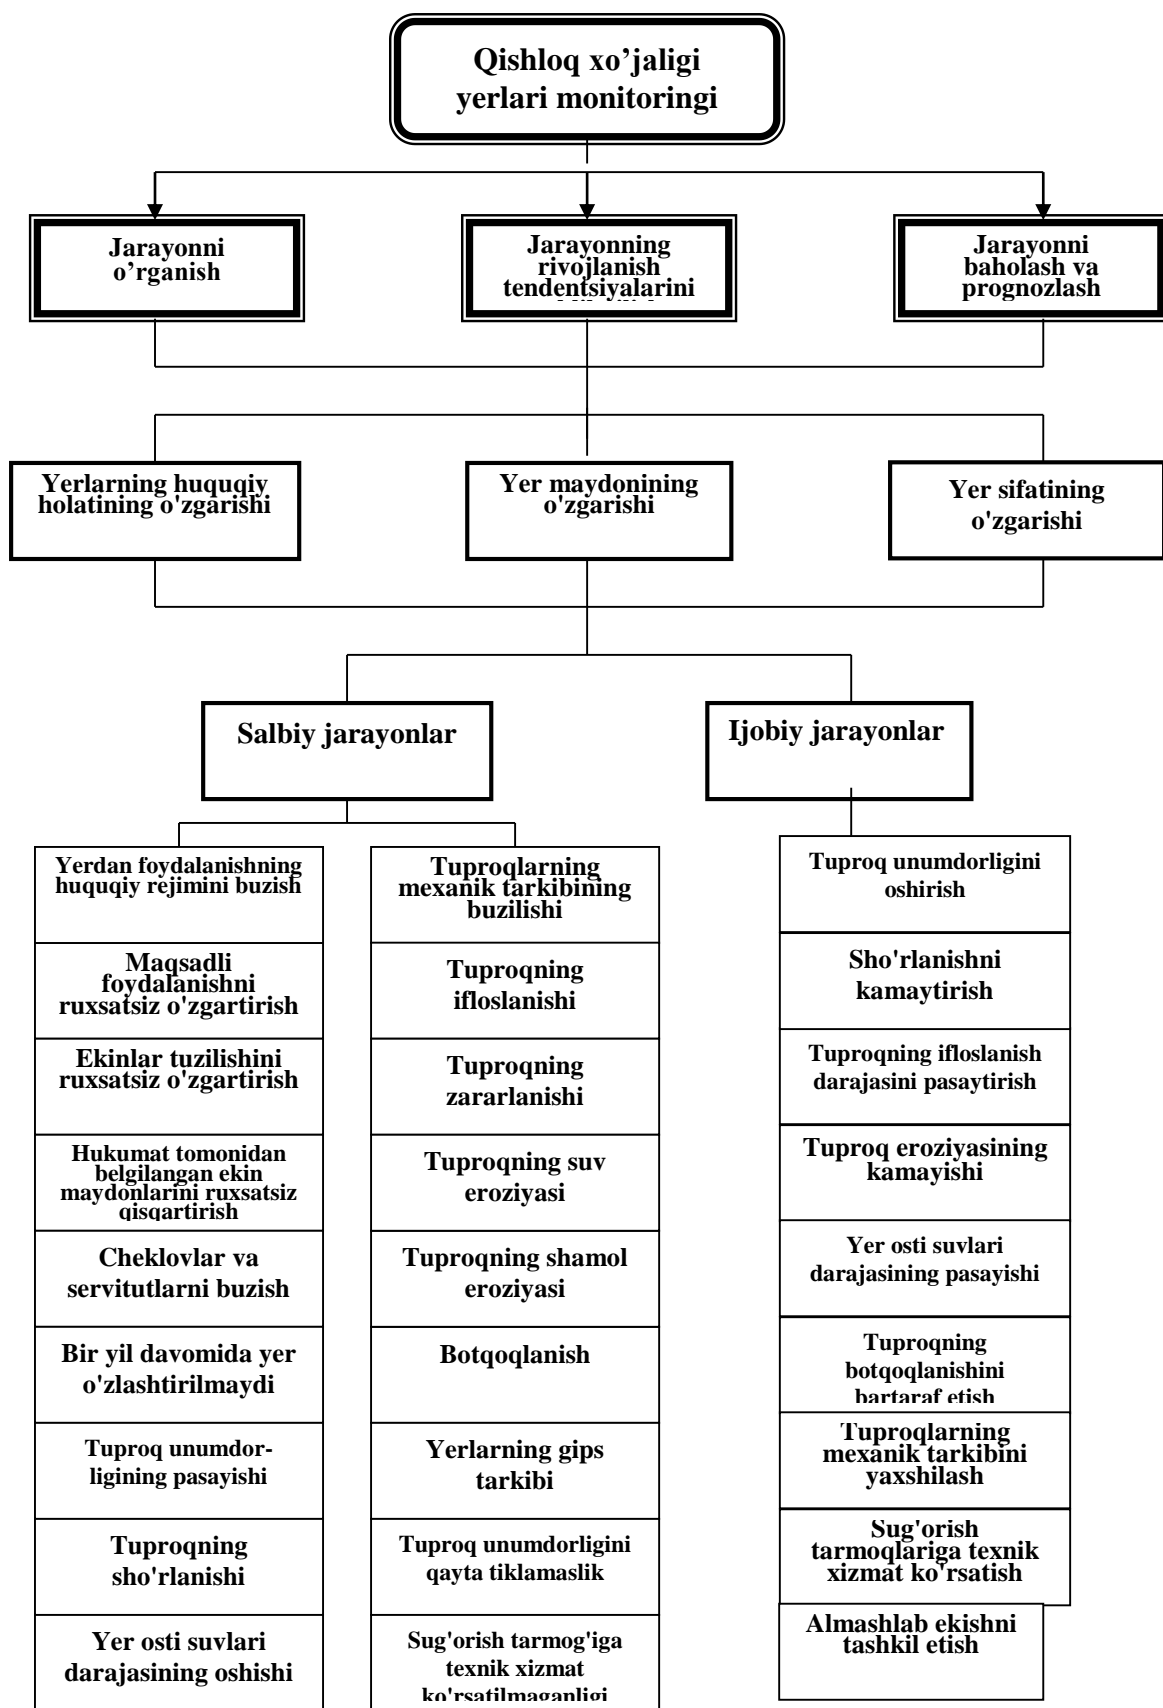 Qishloq xo’jaligi
yerlari monitoringi
Jarayonni
o’rganish
Jarayonning
rivojlanish
tendentsiyalarini
Jarayonni
baholash va
prognozlash
Yerlarning huquqiy
holatining o'zgarishi
Yer maydonining
o'zgarishi
Yer sifatining
o'zgarishi
Salbiy jarayonlar
Ijobiy jarayonlar
Yerdan foydalanishning
huquqiy rejimini buzish
Maqsadli
foydalanishni
ruxsatsiz o'zgartirish
Ekinlar tuzilishini
ruxsatsiz o'zgartirish
Hukumat tomonidan
belgilangan ekin
maydonlarini ruxsatsiz
qisqartirish
Cheklovlar va
servitutlarni buzish
Bir yil davomida yer
o'zlashtirilmaydi
Tuproq unumdor-
ligining pasayishi
Tuproqning
sho'rlanishi
Yer osti suvlari
darajasining oshishi
Tuproqlarning
mexanik tarkibining
buzilishi
Tuproqning
ifloslanishi
Tuproqning
zararlanishi
Tuproqning suv
eroziyasi
Tuproqning shamol
eroziyasi
Botqoqlanish
Yerlarning gips
tarkibi
Tuproq unumdorligini
qayta tiklamaslik
Sug'orish tarmog'iga
texnik xizmat
ko'rsatilmaganligi
Tuproq unumdorligini
oshirish
Sho'rlanishni
kamaytirish
Tuproqning ifloslanish
darajasini pasaytirish
Tuproq eroziyasining
kamayishi
Yer osti suvlari
darajasining pasayishi
Tuproqning
botqoqlanishini
bartaraf etish
Tuproqlarning
mexanik tarkibini
yaxshilash
Sug'orish
tarmoqlariga texnik
xizmat ko'rsatish
Almashlab ekishni
tashkil etish